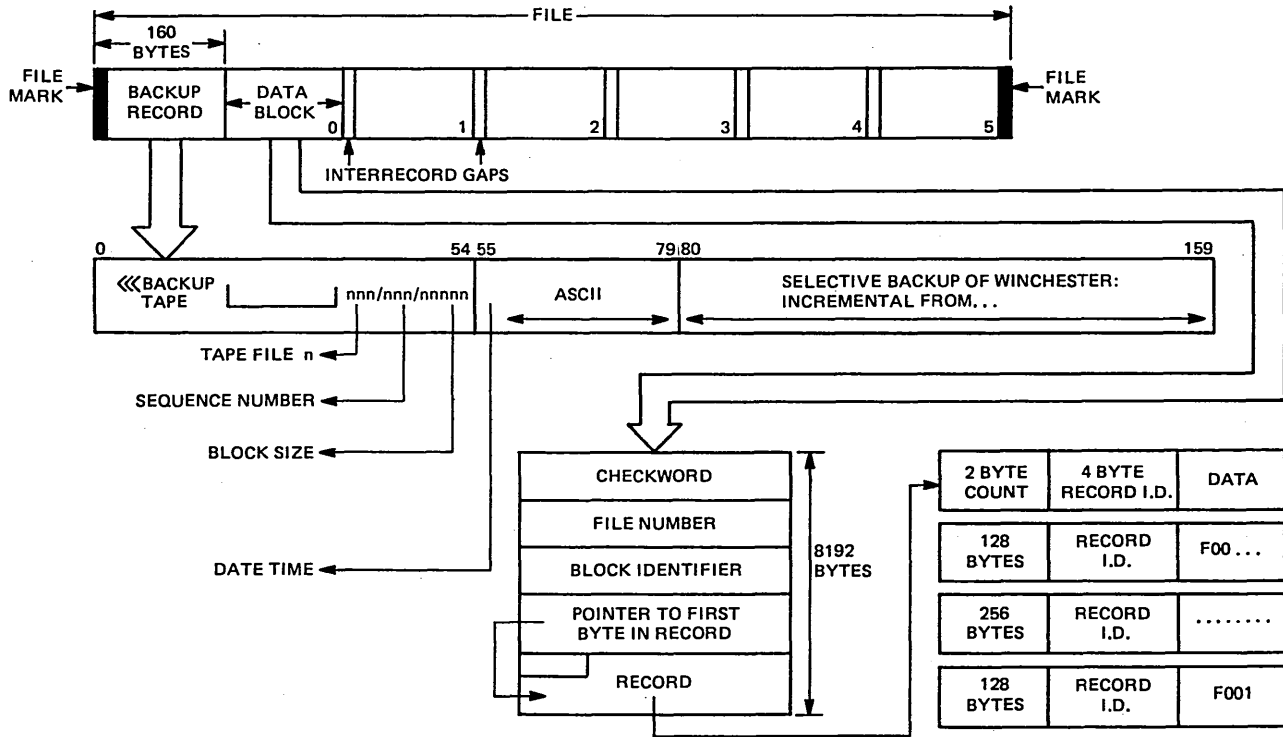 FILE
160
BYTES
FILE
MARK
BACKUP
RECORD
DATA
BLOCK
0
1
2
3
4
5
FILE
MARK
INTERRECORD GAPS
0
54
55
79
80
159
<<<BACKUP
TAPE
nnn/nnn/nnnnn
ASCII
SELECTIVE BACKUP OF WINCHESTER:
INCREMENTAL FROM...
TAPE FILE n
SEQUENCE NUMBER
BLOCK SIZE
DATE TIME
CHECKWORD
FILE NUMBER
BLOCK IDENTIFIER
POINTER TO FIRST
BYTE IN RECORD
RECORD
8192
BYTES
2 BYTE
COUNT
4 BYTE
RECORD I.D.
DATA
128
BYTES
RECORD
I.D.
F00...
256
BYTES
RECORD
I.D.
........
128
BYTES
RECORD
I.D.
F001